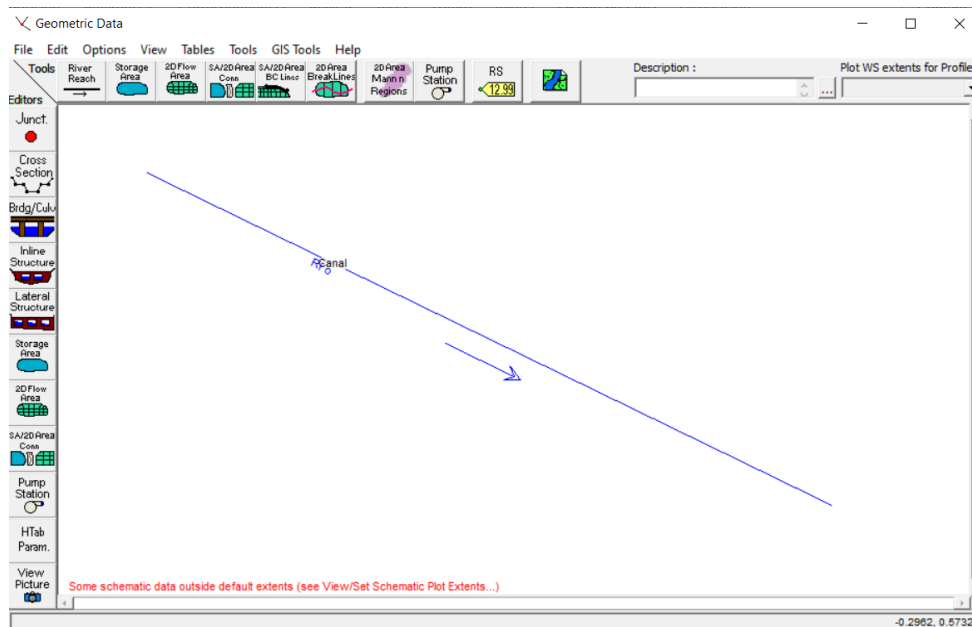 Geometric Data
File Edit Options View Tables Tools GIS Tools Help
Tools
Editors
River
Reach
Storage
Area
2D Flow
Area
SA/2D Area
Conn
SA/2D Area
BC Lines
2D Area
BreakLines
2D Area
Mann n
Regions
Pump
Station
RS
12.99
Description :
...
Plot WS extents for Profile
Junct.
Cross
Section
Brdg/Culv
Inline
Structure
Lateral
Structure
Storage
Area
2D Flow
Area
SA/2D Area
Conn
Pump
Station
HTab
Param.
View
Picture
Canal
Some schematic data outside default extents (see View/Set Schematic Plot Extents...)
-0.2962, 0.5732